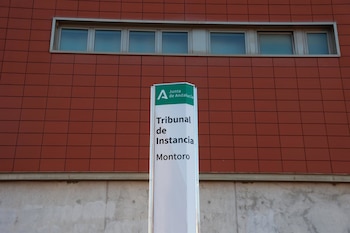 Junta
de Andalucía
Tribunal
de
Instancia
Montoro